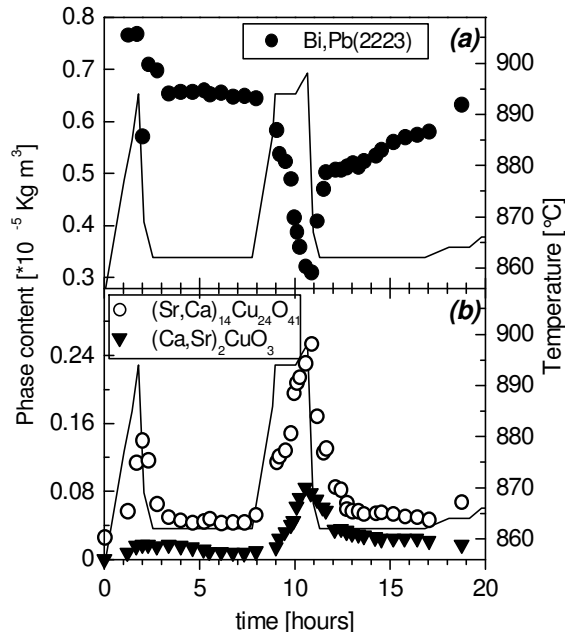 0.8
0.7
0.6
0.5
0.4
0.3
Bi,Pb(2223)
(a)
900
890
880
870
860
(Sr,Ca)14Cu24O41
(Ca,Sr)2CuO3
(b)
0.24
0.16
0.08
0
900
890
880
870
860
0 5 10 15 20
time [hours]
Phase content [*10 -5 Kg m3]
Temperature [°C]